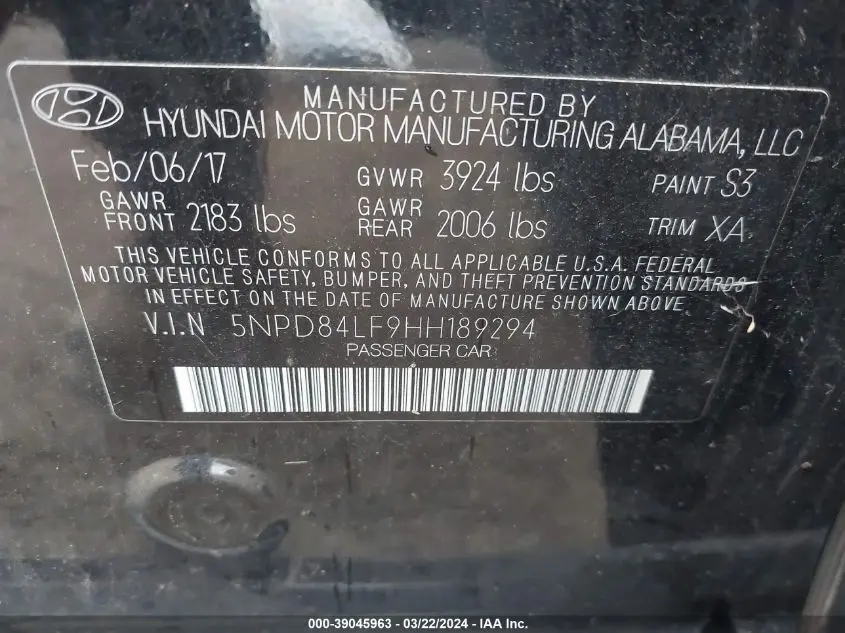 MANUFACTURED BY
HYUNDAI MOTOR MANUFACTURING ALABAMA, LLC
Feb/06/17 GVWR 3924 lbs PAINT S3
GAWR FRONT 2183 lbs GAWR REAR 2006 lbs TRIM XA
THIS VEHICLE CONFORMS TO ALL APPLICABLE U.S.A. FEDERAL
MOTOR VEHICLE SAFETY, BUMPER, AND THEFT PREVENTION STANDARDS
IN EFFECT ON THE DATE OF MANUFACTURE SHOWN ABOVE
V.I.N 5NPD84LF9HH189294
PASSENGER CAR
000-39045963 - 03/22/2024 - IAA Inc.